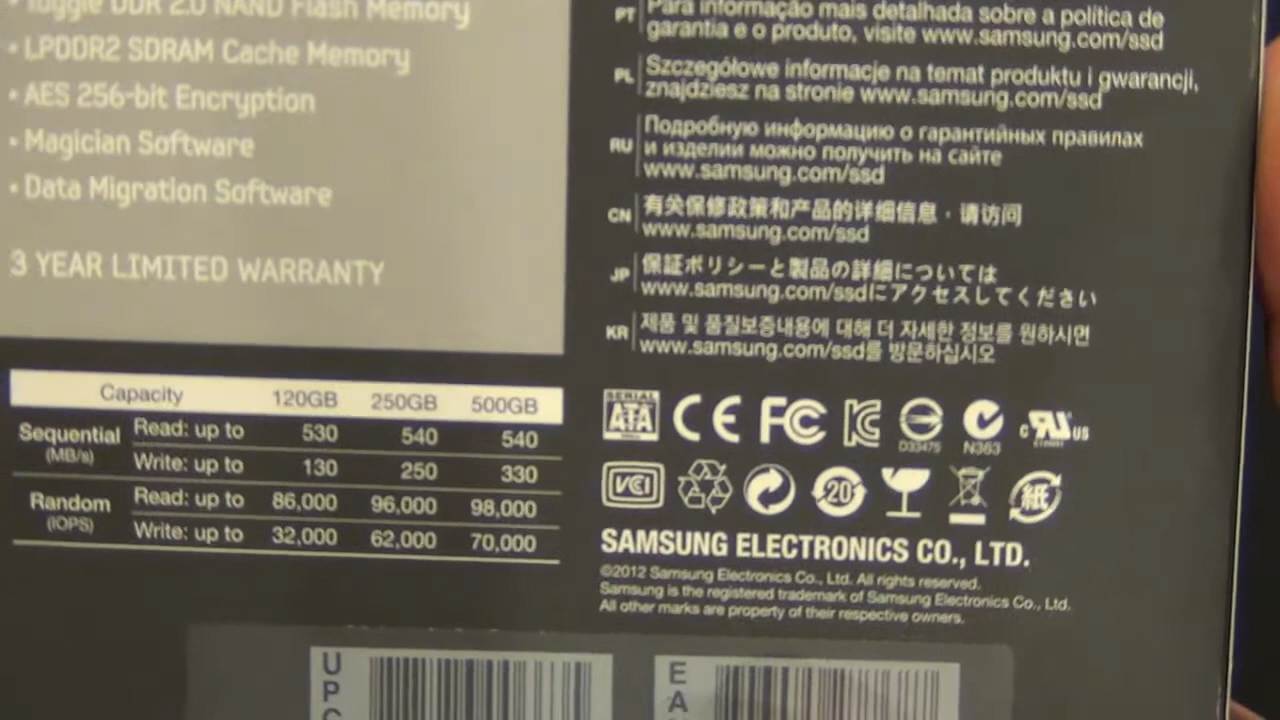 • Toggle DDR 2.0 NAND Flash Memory
• LPDDR2 SDRAM Cache Memory
• AES 256-bit Encryption
• Magician Software
• Data Migration Software
3 YEAR LIMITED WARRANTY
Capacity 120GB 250GB 500GB
Sequential (MB/s) Read: up to 530 540 540
Write: up to 130 250 330
Random (IOPS) Read: up to 86,000 96,000 98,000
Write: up to 32,000 62,000 70,000
PT Para informação mais detalhada sobre a política de
garantia e o produto, visite www.samsung.com/ssd
PL Szczegółowe informacje na temat produktu i gwarancji,
znajdziesz na stronie www.samsung.com/ssd
RU Подробную информацию о гарантийных правилах
и изделии можно получить на сайте
www.samsung.com/ssd
CN 有关保修政策和产品的详细信息，请访问
www.samsung.com/ssd
JP 保証ポリシーと製品の詳細については
www.samsung.com/ssdにアクセスしてください
KR 제품 및 품질보증내용에 대해 더 자세한 정보를 원하시면
www.samsung.com/ssd를 방문하십시오
SERIAL ATA CE FC D33475 N363 c US
VCI 20 紙
SAMSUNG ELECTRONICS CO., LTD.
©2012 Samsung Electronics Co., Ltd. All rights reserved.
Samsung is the registered trademark of Samsung Electronics Co., Ltd.
All other marks are property of their respective owners.
UPC
EA